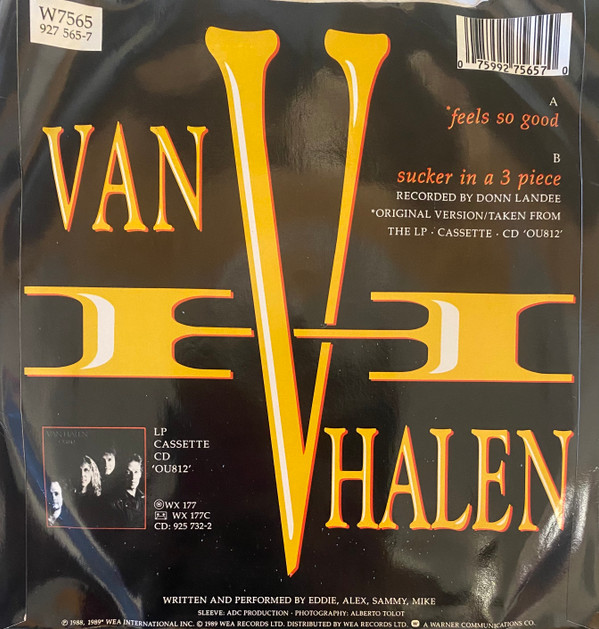 W7565
927 565-7
0 75992 75657 0
A
*feels so good
B
sucker in a 3 piece
RECORDED BY DONN LANDEE
*ORIGINAL VERSION/TAKEN FROM
THE LP · CASSETTE · CD 'OU812'
VAN
VH
HALEN
VAN HALEN
OU812
LP
CASSETTE
CD
'OU812'
WX 177
WX 177C
CD: 925 732-2
WRITTEN AND PERFORMED BY EDDIE, ALEX, SAMMY, MIKE
SLEEVE: ADC PRODUCTION · PHOTOGRAPHY: ALBERTO TOLOT
℗ 1988, 1989* WEA INTERNATIONAL INC. © 1989 WEA RECORDS LTD. DISTRIBUTED BY WEA RECORDS LTD. A WARNER COMMUNICATIONS CO.